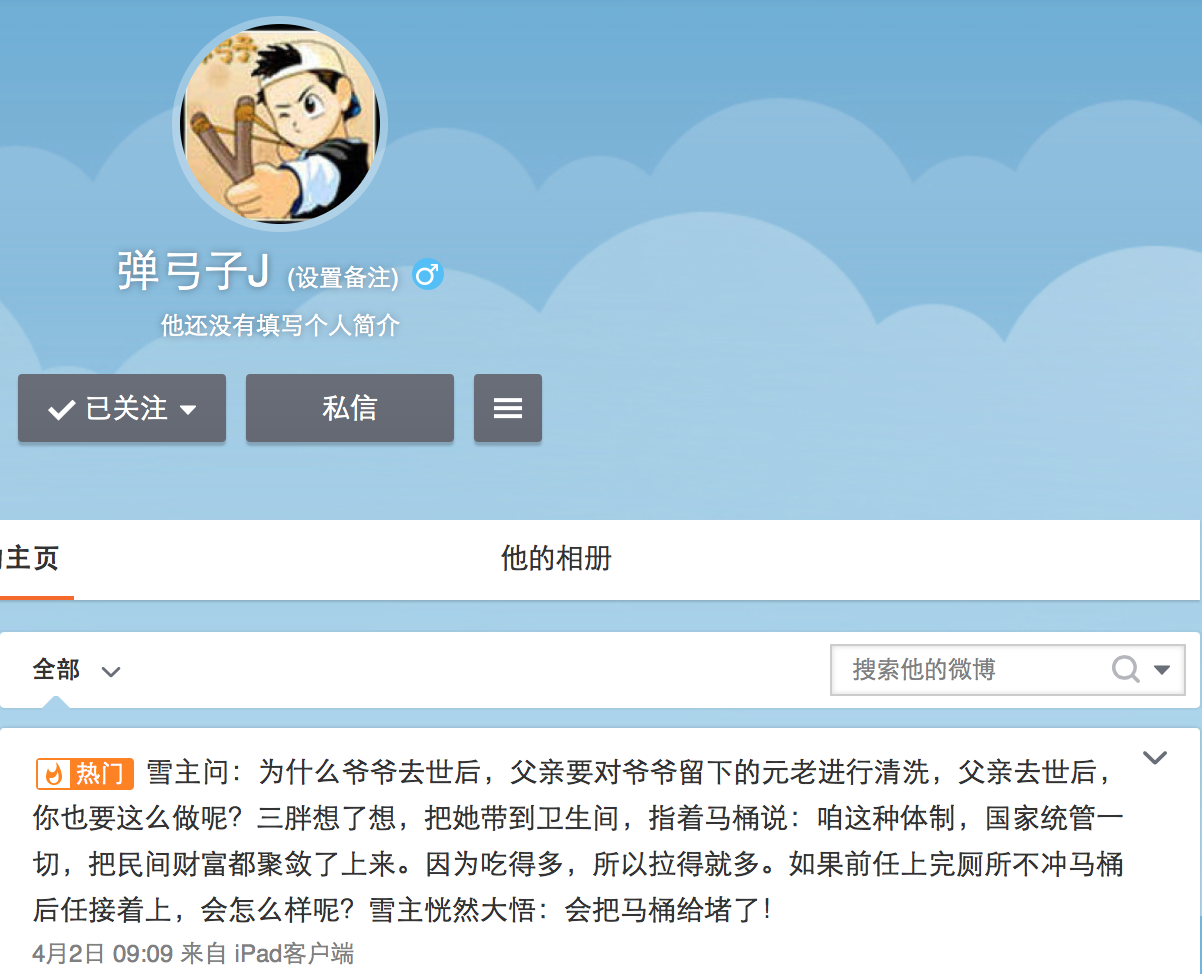 弹弓子J (设置备注)
他还没有填写个人简介
已关注
私信
主页
他的相册
全部
搜索他的微博
热门 雪主问：为什么爷爷去世后，父亲要对爷爷留下的元老进行清洗，父亲去世后，
你也要这么做呢？三胖想了想，把她带到卫生间，指着马桶说：咱这种体制，国家统管一
切，把民间财富都聚敛了上来。因为吃得多，所以拉得就多。如果前任上完厕所不冲马桶
后任接着上，会怎么样呢？雪主恍然大悟：会把马桶给堵了！
4月2日 09:09 来自 iPad客户端